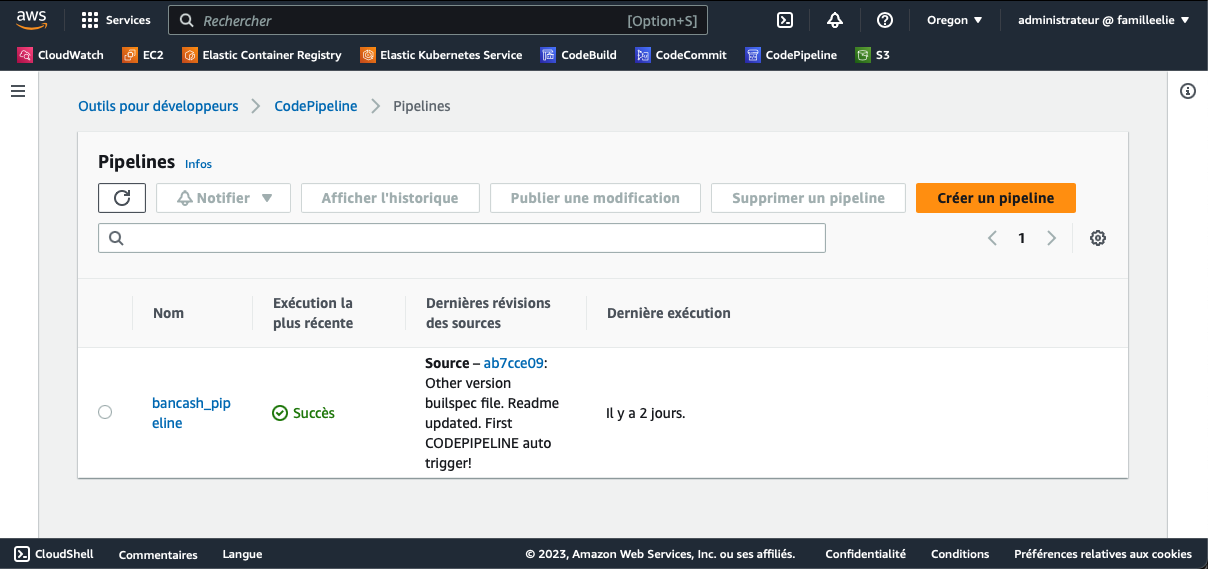 aws Services Rechercher [Option+S] Oregon ▼ administrateur @ familleelie ▼
CloudWatch EC2 Elastic Container Registry Elastic Kubernetes Service CodeBuild CodeCommit CodePipeline S3
Outils pour développeurs > CodePipeline > Pipelines
Pipelines Infos
Notifier ▼ Afficher l'historique Publier une modification Supprimer un pipeline Créer un pipeline
< 1 >
Nom
Exécution la
plus récente
Dernières révisions
des sources
Dernière exécution
bancash_pip
eline
Succès
Source – ab7cce09:
Other version
builspec file. Readme
updated. First
CODEPIPELINE auto
trigger!
Il y a 2 jours.
CloudShell Commentaires Langue © 2023, Amazon Web Services, Inc. ou ses affiliés. Confidentialité Conditions Préférences relatives aux cookies